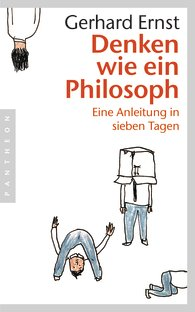 Gerhard Ernst
Denken
wie ein
Philosoph
Eine Anleitung in
sieben Tagen
PANTHEON